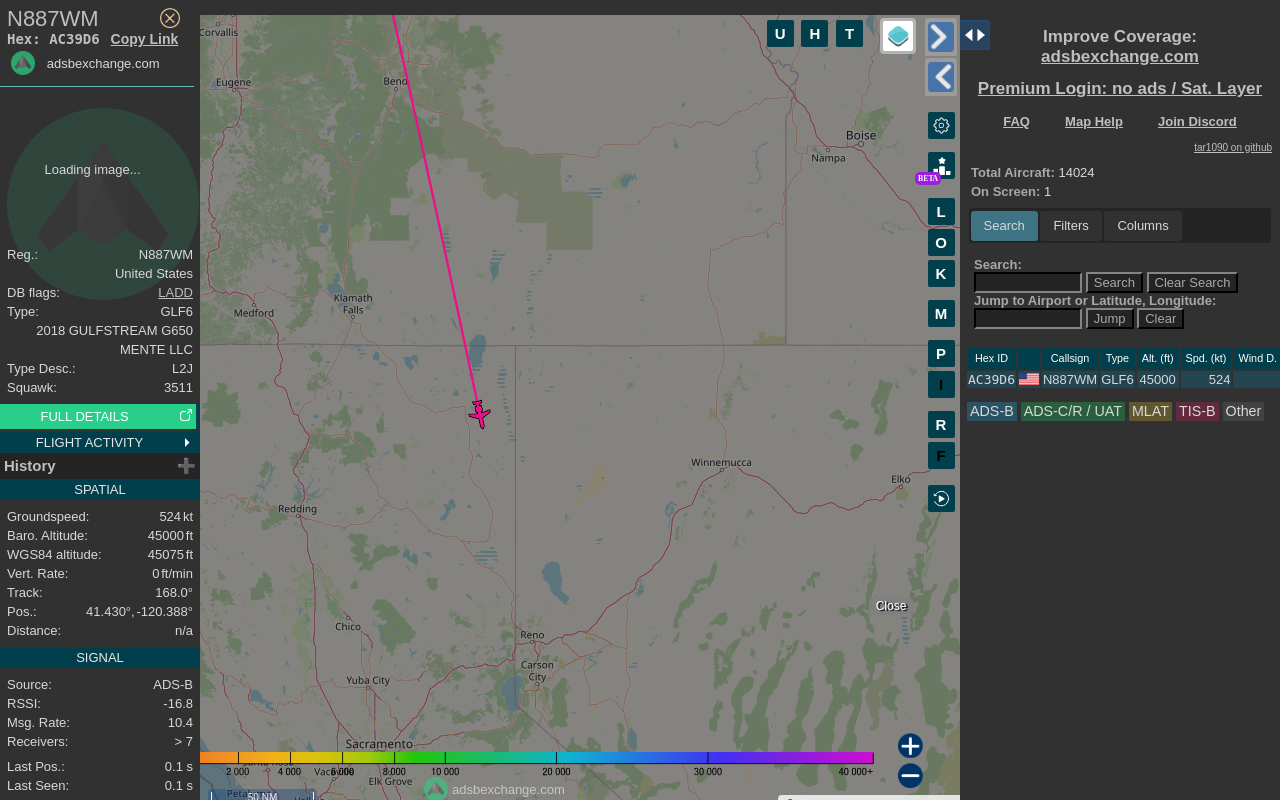 N887WM
Hex: AC39D6 Copy Link
adsbexchange.com
Loading image...
Reg.: N887WM
United States
DB flags: LADD
Type: GLF6
2018 GULFSTREAM G650
MENTE LLC
Type Desc.: L2J
Squawk: 3511
FULL DETAILS
FLIGHT ACTIVITY
History
SPATIAL
Groundspeed: 524 kt
Baro. Altitude: 45000 ft
WGS84 altitude: 45075 ft
Vert. Rate: 0 ft/min
Track: 168.0°
Pos.: 41.430°, -120.388°
Distance: n/a
SIGNAL
Source: ADS-B
RSSI: -16.8
Msg. Rate: 10.4
Receivers: > 7
Last Pos.: 0.1 s
Last Seen: 0.1 s
Corvallis
Eugene
Bend
Boise
Nampa
Klamath
Falls
Medford
Winnemucca
Elko
Redding
Chico
Reno
Carson
City
Yuba City
Sacramento
Elk Grove
2 000 4 000 6 000 8 000 10 000 20 000 30 000 40 000+
adsbexchange.com
50 NM
Close
U H T
BETA
L
O
K
M
P
I
R
F
Improve Coverage:
adsbexchange.com
Premium Login: no ads / Sat. Layer
FAQ Map Help Join Discord
tar1090 on github
Total Aircraft: 14024
On Screen: 1
Search Filters Columns
Search:
Search Clear Search
Jump to Airport or Latitude, Longitude:
Jump Clear
Hex ID Callsign Type Alt. (ft) Spd. (kt) Wind D.
AC39D6 N887WM GLF6 45000 524
ADS-B ADS-C/R / UAT MLAT TIS-B Other